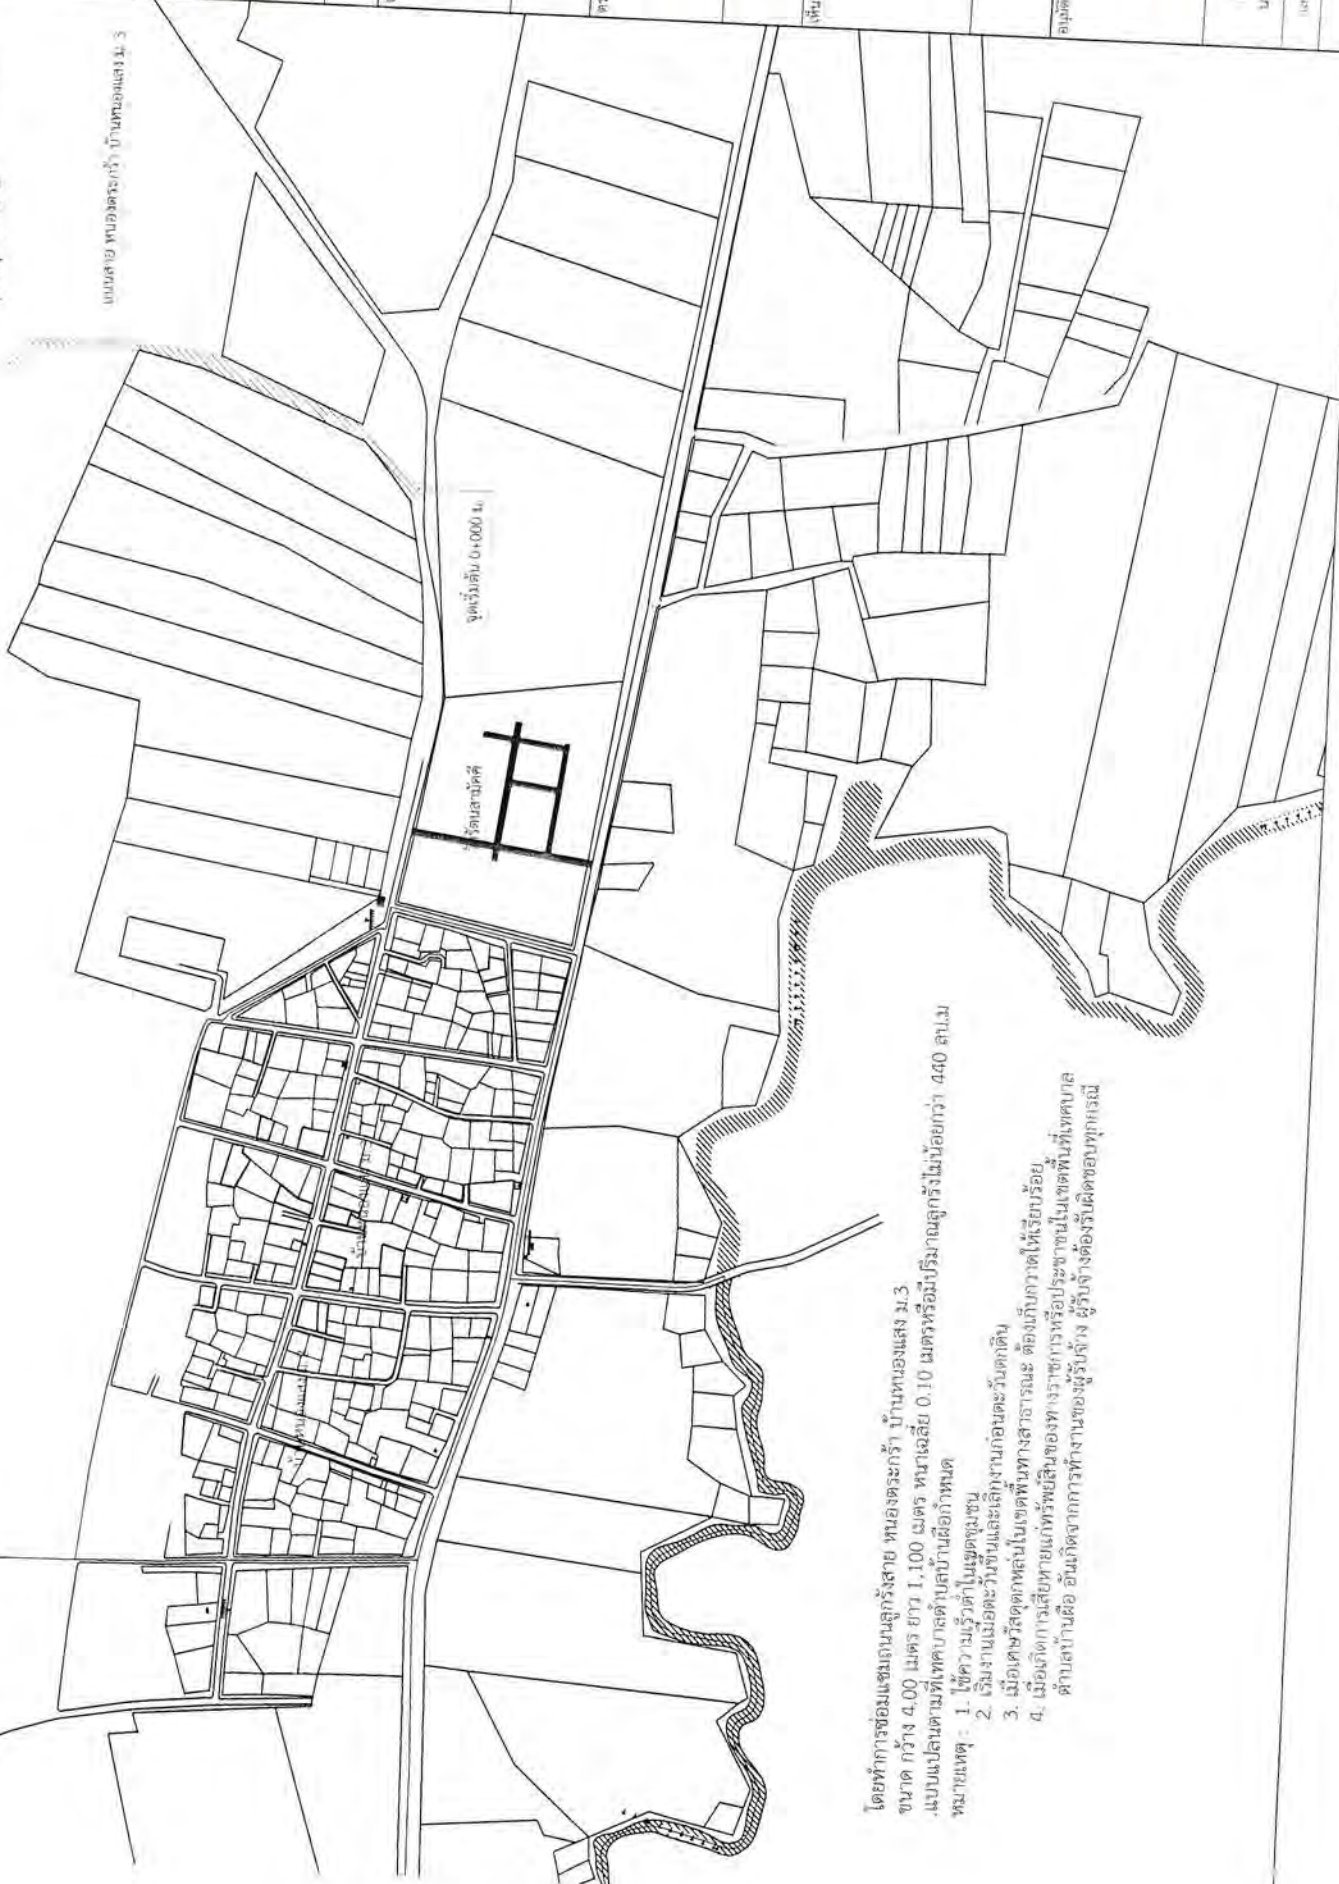 ถนนสาย หนองตระกร้า บ้านหนองแสง ม.3
จุดเริ่มต้น 0+000 ม.
โดยทำการซ่อมแซมถนนลูกรังสาย หนองตระกร้า บ้านหนองแสง ม.3
ขนาด กว้าง 4.00 เมตร ยาว 1,100 เมตร หนาเฉลี่ย 0.10 เมตรหรือมีปริมาณลูกรังไม่น้อยกว่า 440 ลบ.ม
แบบแปลนตามที่เทศบาลตำบลบ้านผือกำหนด
หมายเหตุ : 1. ใช้ความเร็วต่ำในเขตชุมชน
2. เริ่มงานเมื่อตะวันขึ้นและเลิกงานก่อนตะวันตกดิน
3. เมื่อเศษวัสดุตกหล่นในเขตพื้นทางสาธารณะ ต้องเก็บกวาดให้เรียบร้อย
4. เมื่อเกิดการเสียหายแก่ทรัพย์สินของทางราชการหรือประชาชนในเขตพื้นที่เทศบาล
ตำบลบ้านผือ อันเกิดจากการทำงานของผู้รับจ้าง ผู้รับจ้างต้องรับผิดชอบทุกกรณี